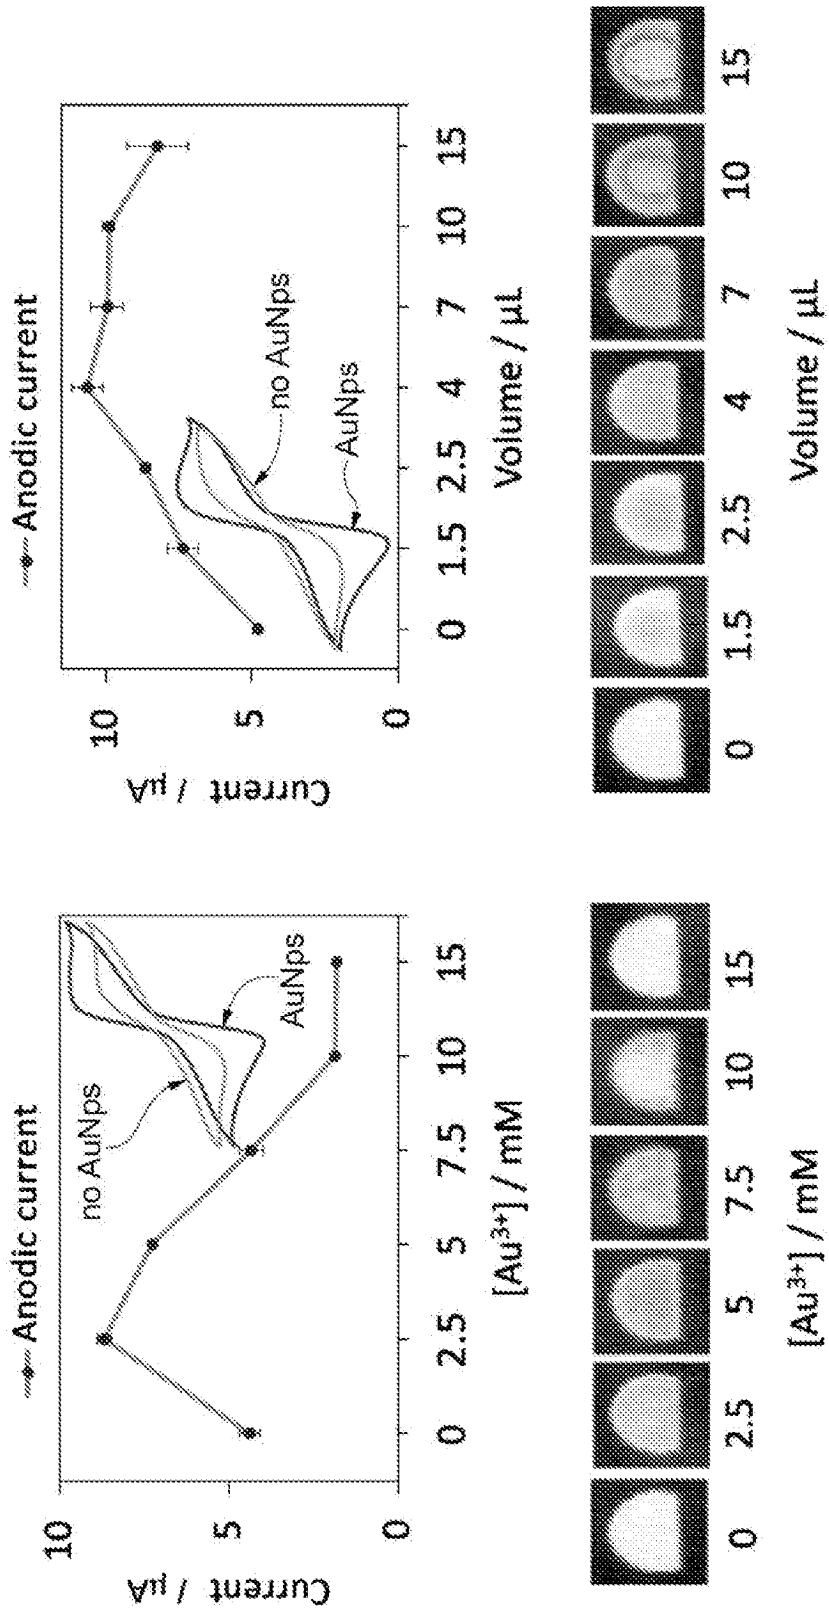 Anodic current
Current / µA
10
5
0
no AuNps
AuNps
0 2.5 5 7.5 10 15
[Au³⁺] / mM
0 2.5 5 7.5 10 15
[Au³⁺] / mM
Anodic current
Current / µA
10
5
0
no AuNps
AuNps
0 1.5 2.5 4 7 10 15
Volume / µL
0 1.5 2.5 4 7 10 15
Volume / µL